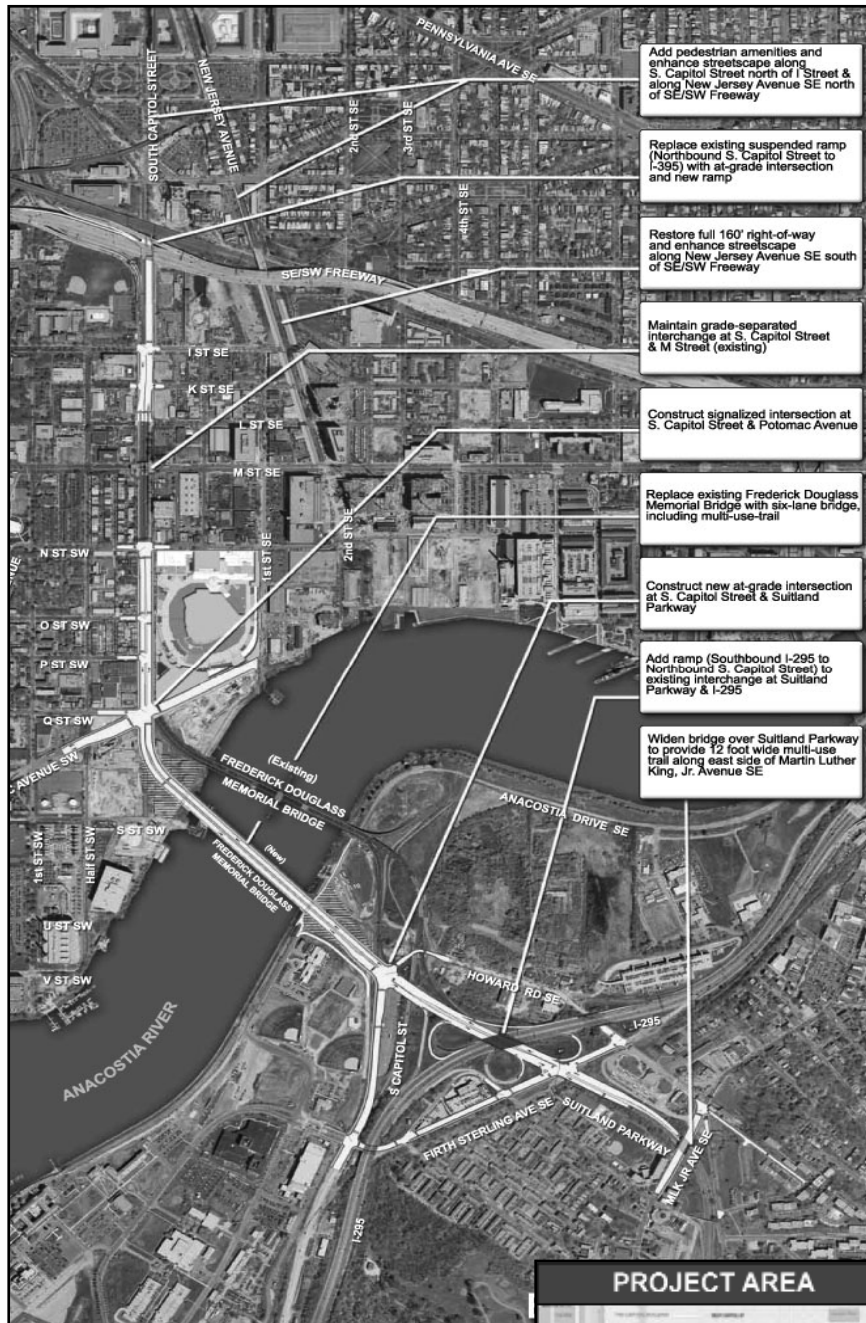 PENNSYLVANIA AVE SE
SOUTH CAPITOL STREET
NEW JERSEY AVENUE
2nd ST SE
3rd ST SE
4th ST SE
SE/SW FREEWAY
I ST SE
K ST SE
L ST SE
M ST SE
1st ST SE
2nd ST SE
N ST SW
O ST SW
P ST SW
Q ST SW
C AVENUE SW
S ST SW
1st ST SW
Half ST SW
U ST SW
V ST SW
(Existing)
FREDERICK DOUGLASS
MEMORIAL BRIDGE
(New)
FREDERICK DOUGLASS
MEMORIAL BRIDGE
ANACOSTIA DRIVE SE
ANACOSTIA RIVER
HOWARD RD SE
I-295
S CAPITOL ST
FIRTH STERLING AVE SE
SUITLAND PARKWAY
MLK JR AVE SE
I-295
Add pedestrian amenities and
enhance streetscape along
S. Capitol Street north of I Street &
along New Jersey Avenue SE north
of SE/SW Freeway
Replace existing suspended ramp
(Northbound S. Capitol Street to
I-395) with at-grade intersection
and new ramp
Restore full 160' right-of-way
and enhance streetscape
along New Jersey Avenue SE south
of SE/SW Freeway
Maintain grade-separated
interchange at S. Capitol Street
& M Street (existing)
Construct signalized intersection at
S. Capitol Street & Potomac Avenue
Replace existing Frederick Douglass
Memorial Bridge with six-lane bridge,
including multi-use-trail
Construct new at-grade intersection
at S. Capitol Street & Suitland
Parkway
Add ramp (Southbound I-295 to
Northbound S. Capitol Street) to
existing interchange at Suitland
Parkway & I-295
Widen bridge over Suitland Parkway
to provide 12 foot wide multi-use
trail along east side of Martin Luther
King, Jr. Avenue SE
PROJECT AREA